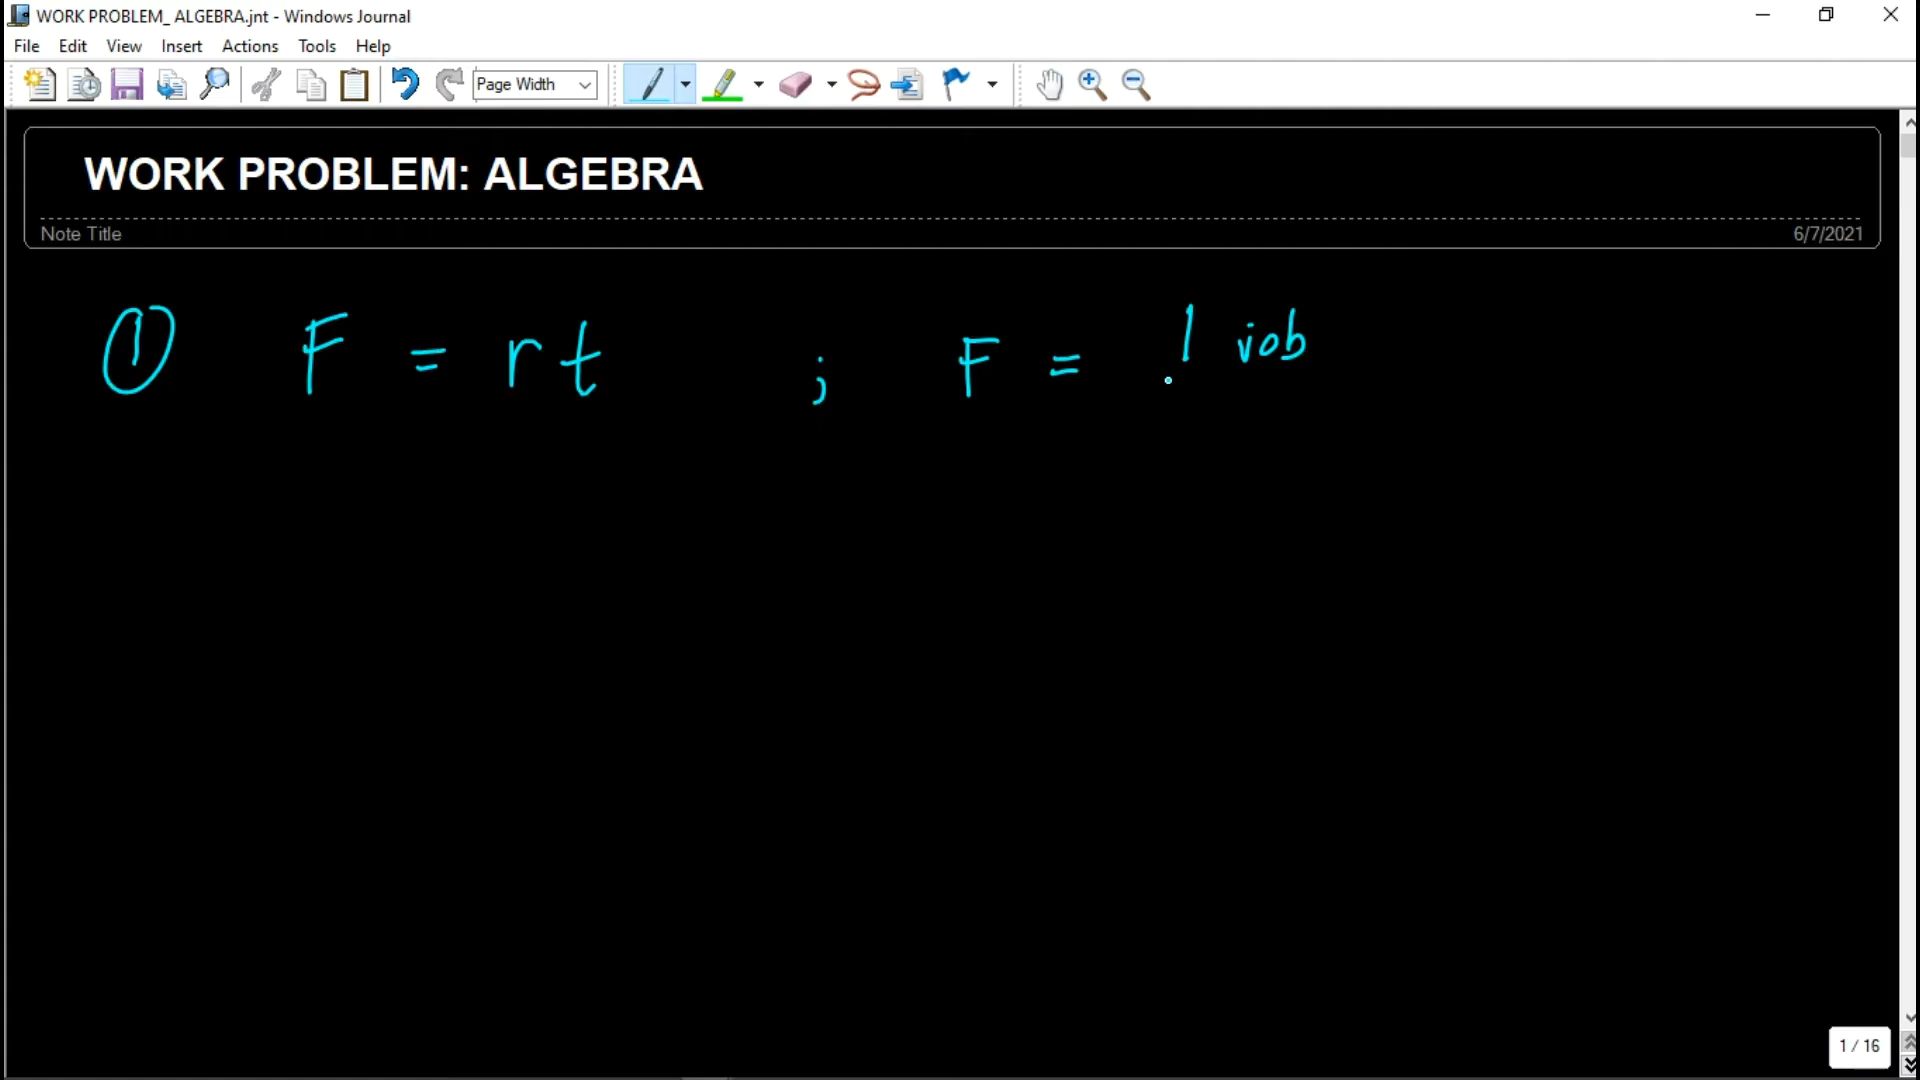 WORK PROBLEM_ ALGEBRA.jnt - Windows Journal
File Edit View Insert Actions Tools Help
Page Width
WORK PROBLEM: ALGEBRA
Note Title 6/7/2021
① F = rt ; F = 1 job
1 / 16